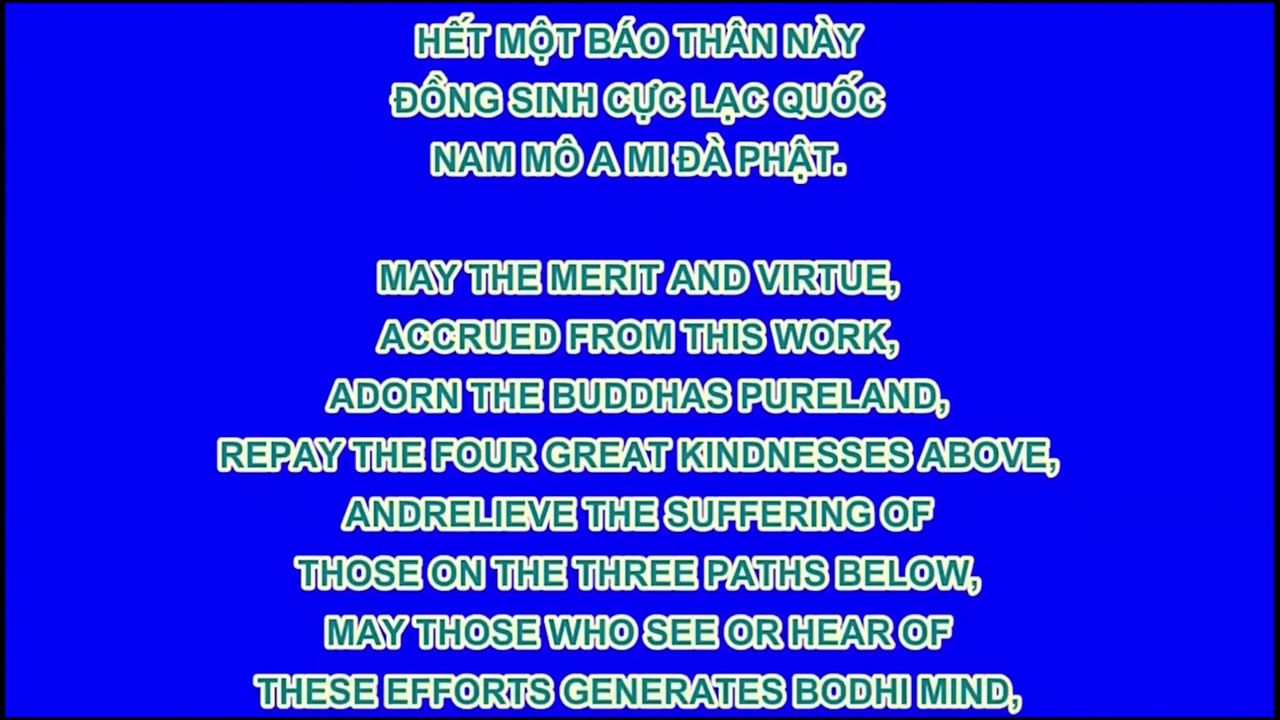 HẾT MỘT BÁO THÂN NÀY
ĐỒNG SINH CỰC LẠC QUỐC
NAM MÔ A MI ĐÀ PHẬT.
MAY THE MERIT AND VIRTUE,
ACCRUED FROM THIS WORK,
ADORN THE BUDDHAS PURELAND,
REPAY THE FOUR GREAT KINDNESSES ABOVE,
ANDRELIEVE THE SUFFERING OF
THOSE ON THE THREE PATHS BELOW,
MAY THOSE WHO SEE OR HEAR OF
THESE EFFORTS GENERATES BODHI MIND,